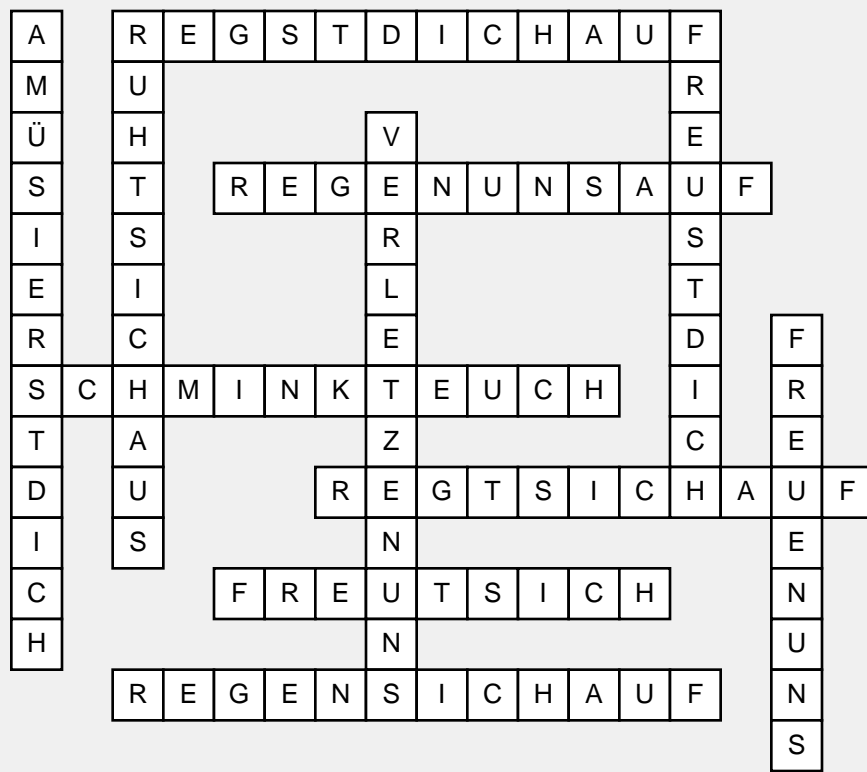 AMÜSIERSTDICH
REGSTDICHAUF
RUHTSICHAUS
FREUSTDICH
VERLETZENUNS
REGENUNSAUF
FREUENUNS
SCHMINKTEUCH
REGTSICHAUF
FREUTSICH
REGENSICHAUF